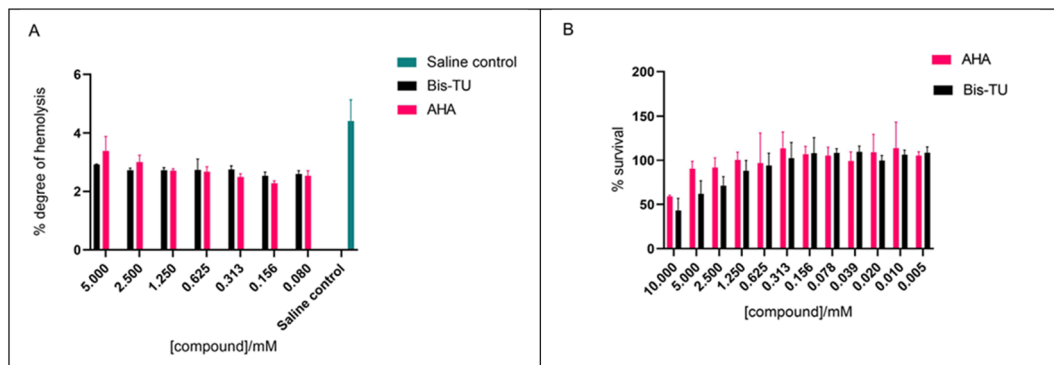 A
Saline control
Bis-TU
AHA
% degree of hemolysis
6
4
2
0
5.000
2.500
1.250
0.625
0.313
0.156
0.080
Saline control
[compound]/mM
B
AHA
Bis-TU
% survival
200
150
100
50
0
10.000
5.000
2.500
1.250
0.625
0.313
0.156
0.078
0.039
0.020
0.010
0.005
[compound]/mM